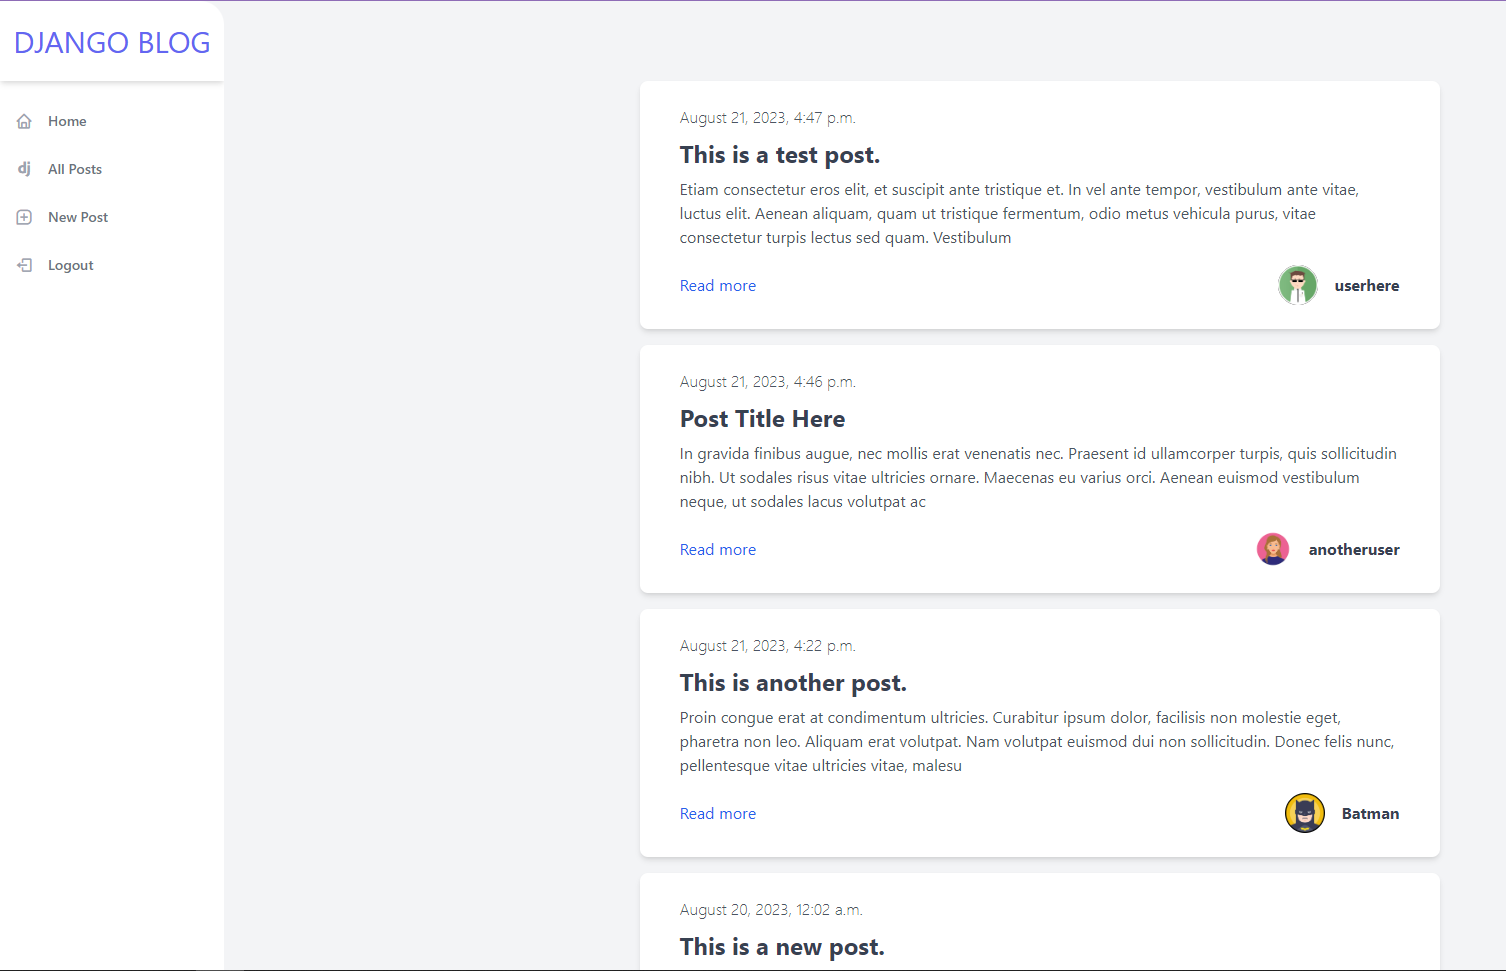 DJANGO BLOG
Home
dj All Posts
New Post
Logout
August 21, 2023, 4:47 p.m.
This is a test post.
Etiam consectetur eros elit, et suscipit ante tristique et. In vel ante tempor, vestibulum ante vitae,
luctus elit. Aenean aliquam, quam ut tristique fermentum, odio metus vehicula purus, vitae
consectetur turpis lectus sed quam. Vestibulum
Read more
userhere
August 21, 2023, 4:46 p.m.
Post Title Here
In gravida finibus augue, nec mollis erat venenatis nec. Praesent id ullamcorper turpis, quis sollicitudin
nibh. Ut sodales risus vitae ultricies ornare. Maecenas eu varius orci. Aenean euismod vestibulum
neque, ut sodales lacus volutpat ac
Read more
anotheruser
August 21, 2023, 4:22 p.m.
This is another post.
Proin congue erat at condimentum ultricies. Curabitur ipsum dolor, facilisis non molestie eget,
pharetra non leo. Aliquam erat volutpat. Nam volutpat euismod dui non sollicitudin. Donec felis nunc,
pellentesque vitae ultricies vitae, malesu
Read more
Batman
August 20, 2023, 12:02 a.m.
This is a new post.